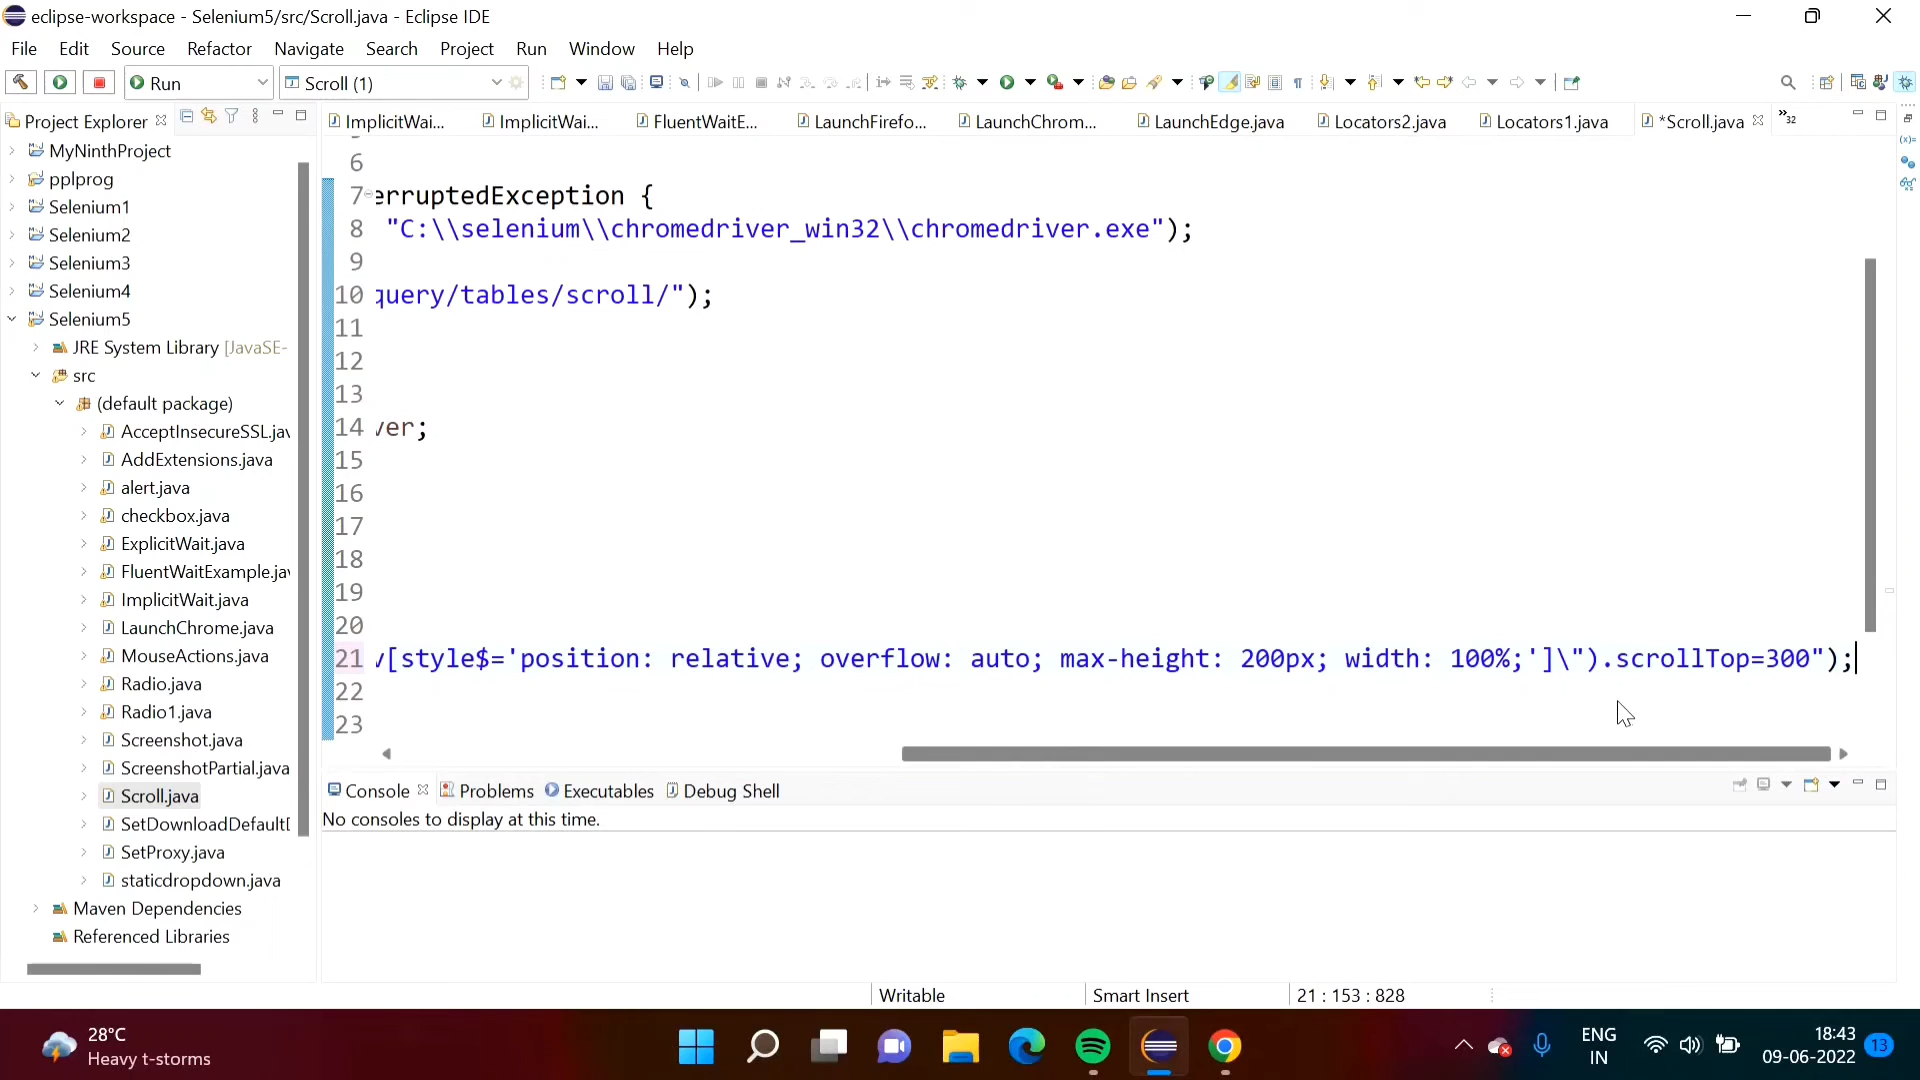 eclipse-workspace - Selenium5/src/Scroll.java - Eclipse IDE
File Edit Source Refactor Navigate Search Project Run Window Help
Run Scroll (1)
Project Explorer
ImplicitWai... ImplicitWai... FluentWaitE... LaunchFirefo... LaunchChrom... LaunchEdge.java Locators2.java Locators1.java *Scroll.java »32
MyNinthProject
pplprog
Selenium1
Selenium2
Selenium3
Selenium4
Selenium5
JRE System Library [JavaSE-
src
(default package)
AcceptInsecureSSL.jav
AddExtensions.java
alert.java
checkbox.java
ExplicitWait.java
FluentWaitExample.jav
ImplicitWait.java
LaunchChrome.java
MouseActions.java
Radio.java
Radio1.java
Screenshot.java
ScreenshotPartial.java
Scroll.java
SetDownloadDefault
SetProxy.java
staticdropdown.java
Maven Dependencies
Referenced Libraries
6
7 erruptedException {
8 "C:\\selenium\\chromedriver_win32\\chromedriver.exe");
9
10 query/tables/scroll/");
11
12
13
14 ver;
15
16
17
18
19
20
21 v[style$='position: relative; overflow: auto; max-height: 200px; width: 100%;']\").scrollTop=300");
22
23
Console Problems Executables Debug Shell
No consoles to display at this time.
Writable Smart Insert 21 : 153 : 828
28°C
Heavy t-storms
ENG
IN
18:43
09-06-2022
13